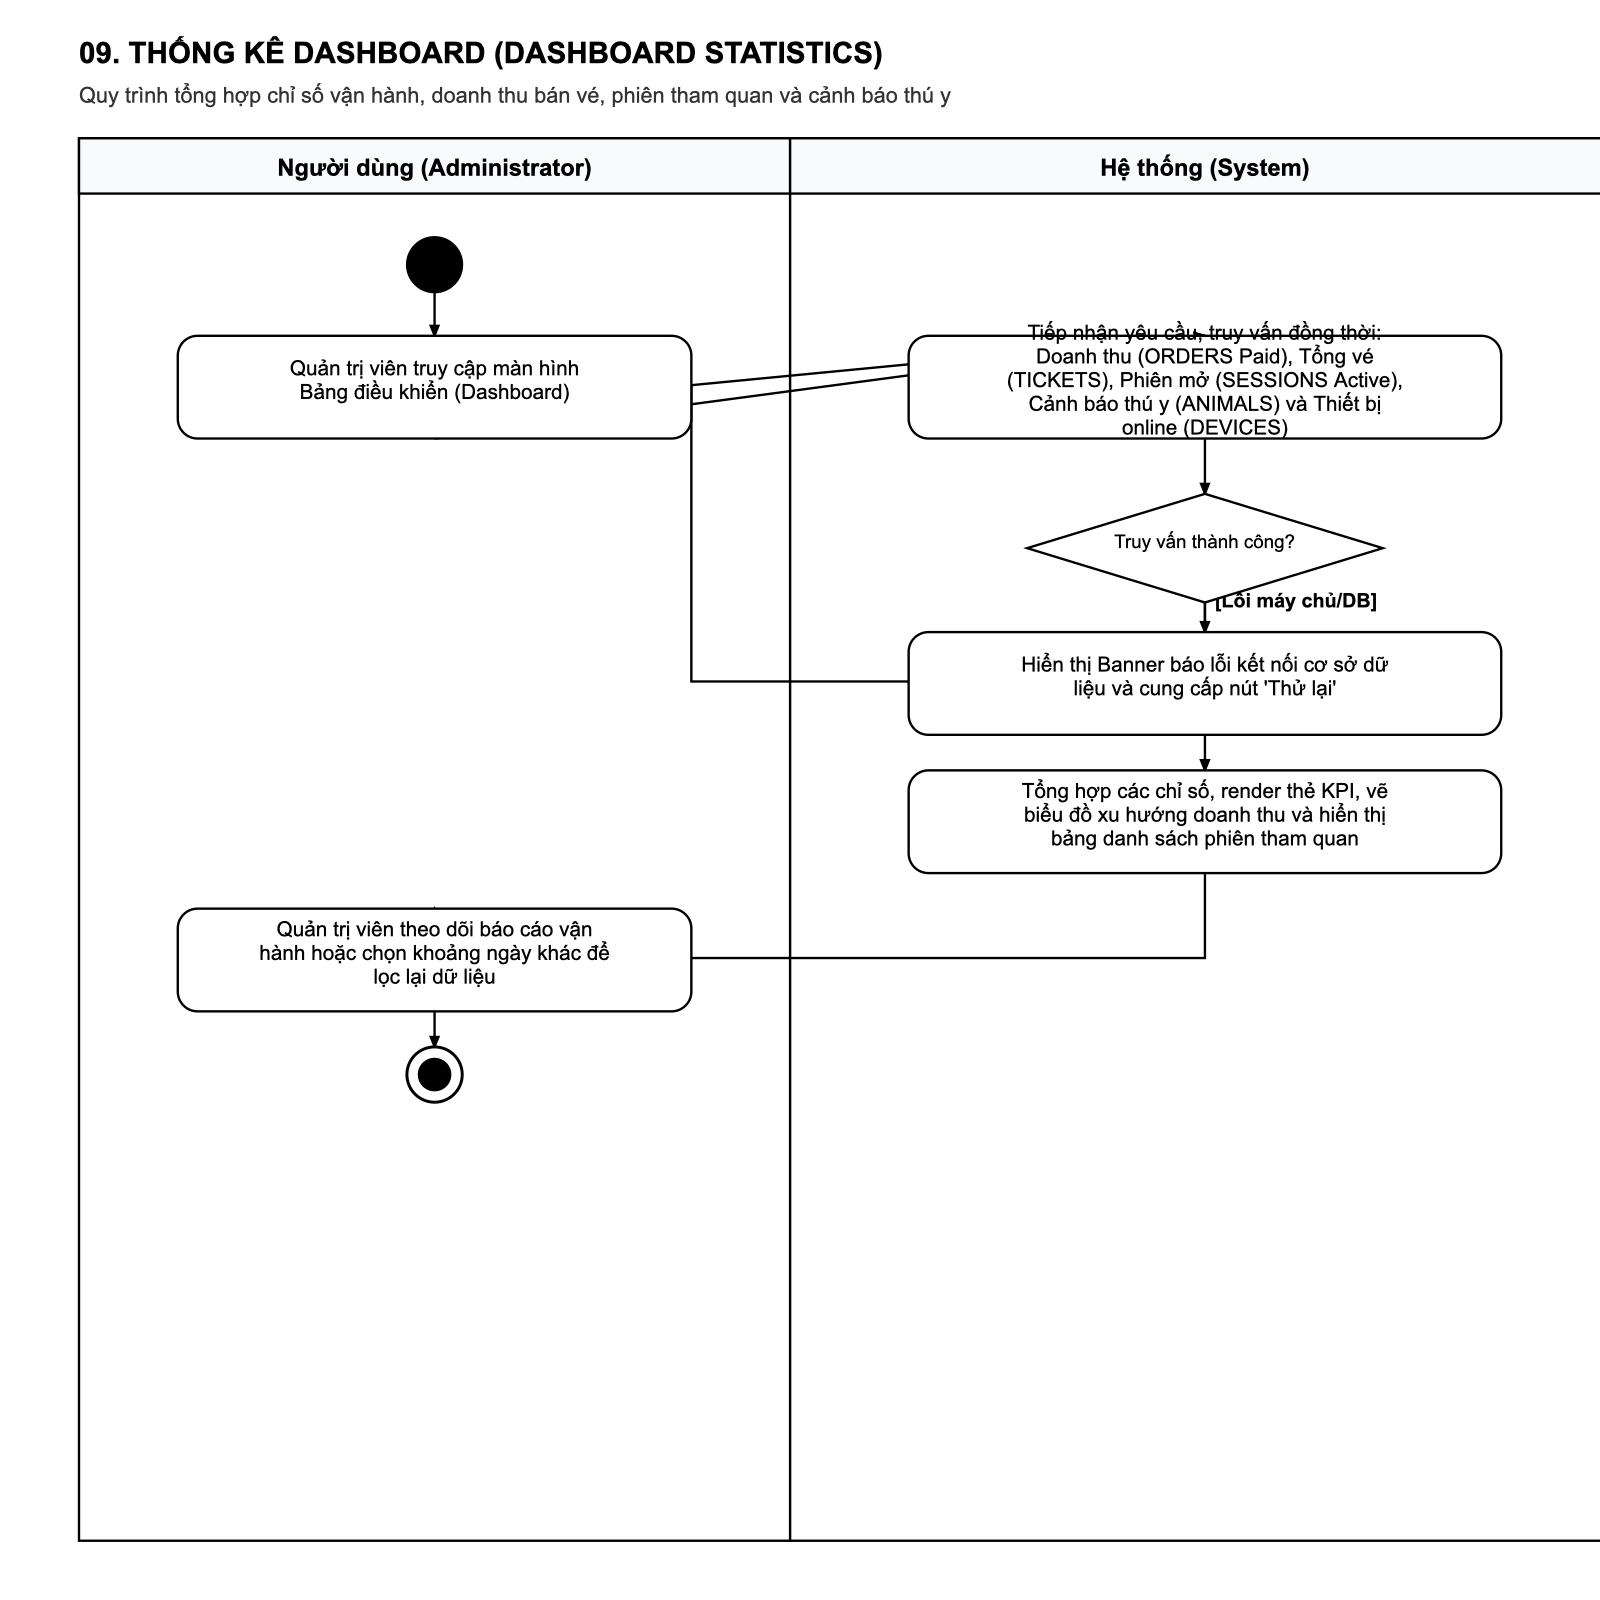 09. THỐNG KÊ DASHBOARD (DASHBOARD STATISTICS)
Quy trình tổng hợp chỉ số vận hành, doanh thu bán vé, phiên tham quan và cảnh báo thú y
Người dùng (Administrator)
Hệ thống (System)
Quản trị viên truy cập màn hình
Bảng điều khiển (Dashboard)
Tiếp nhận yêu cầu, truy vấn đồng thời:
Doanh thu (ORDERS Paid), Tổng vé
(TICKETS), Phiên mở (SESSIONS Active),
Cảnh báo thú y (ANIMALS) và Thiết bị
online (DEVICES)
Truy vấn thành công?
[Lỗi máy chủ/DB]
Hiển thị Banner báo lỗi kết nối cơ sở dữ
liệu và cung cấp nút 'Thử lại'
Tổng hợp các chỉ số, render thẻ KPI, vẽ
biểu đồ xu hướng doanh thu và hiển thị
bảng danh sách phiên tham quan
Quản trị viên theo dõi báo cáo vận
hành hoặc chọn khoảng ngày khác để
lọc lại dữ liệu